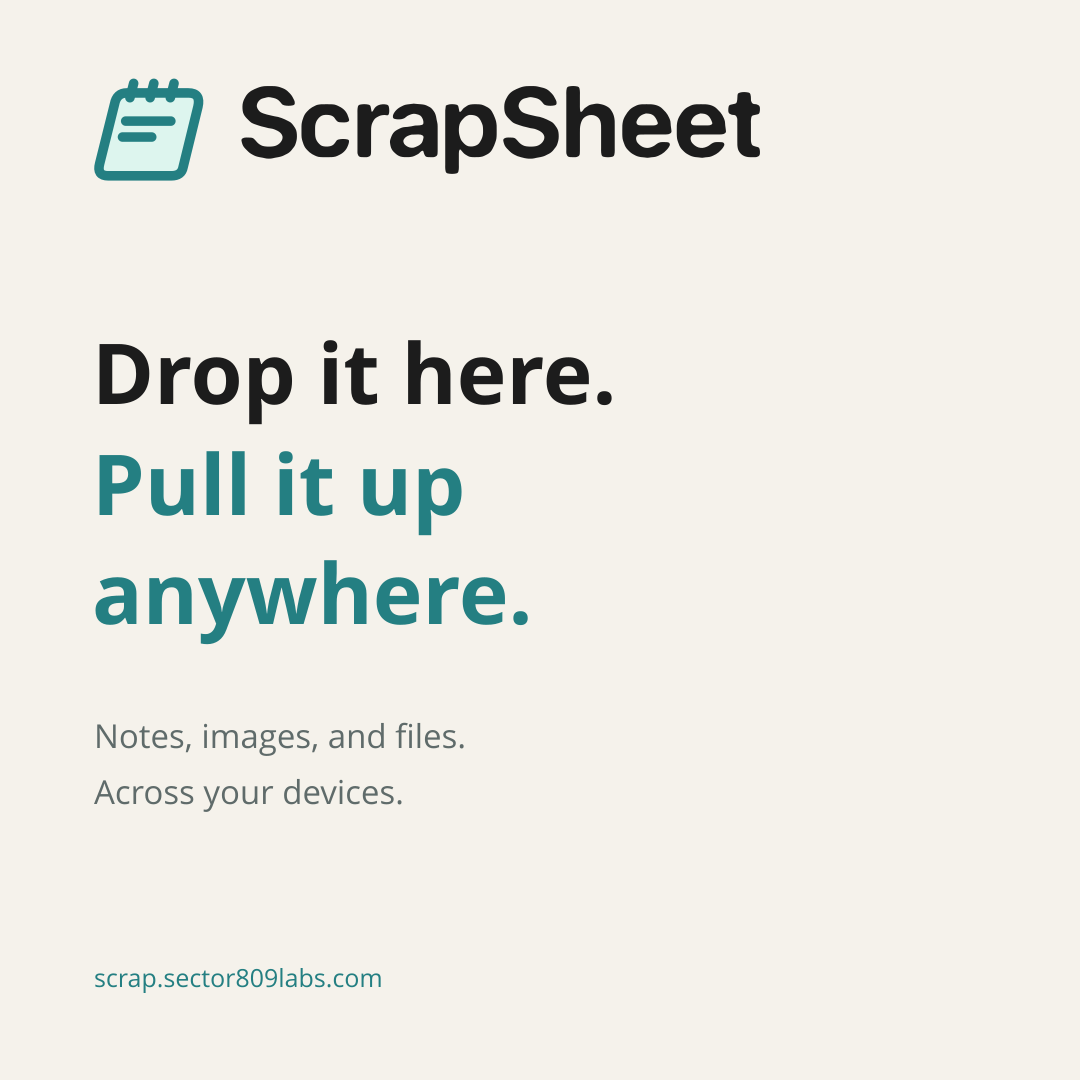 ScrapSheet
Drop it here.
Pull it up
anywhere.
Notes, images, and files.
Across your devices.
scrap.sector809labs.com